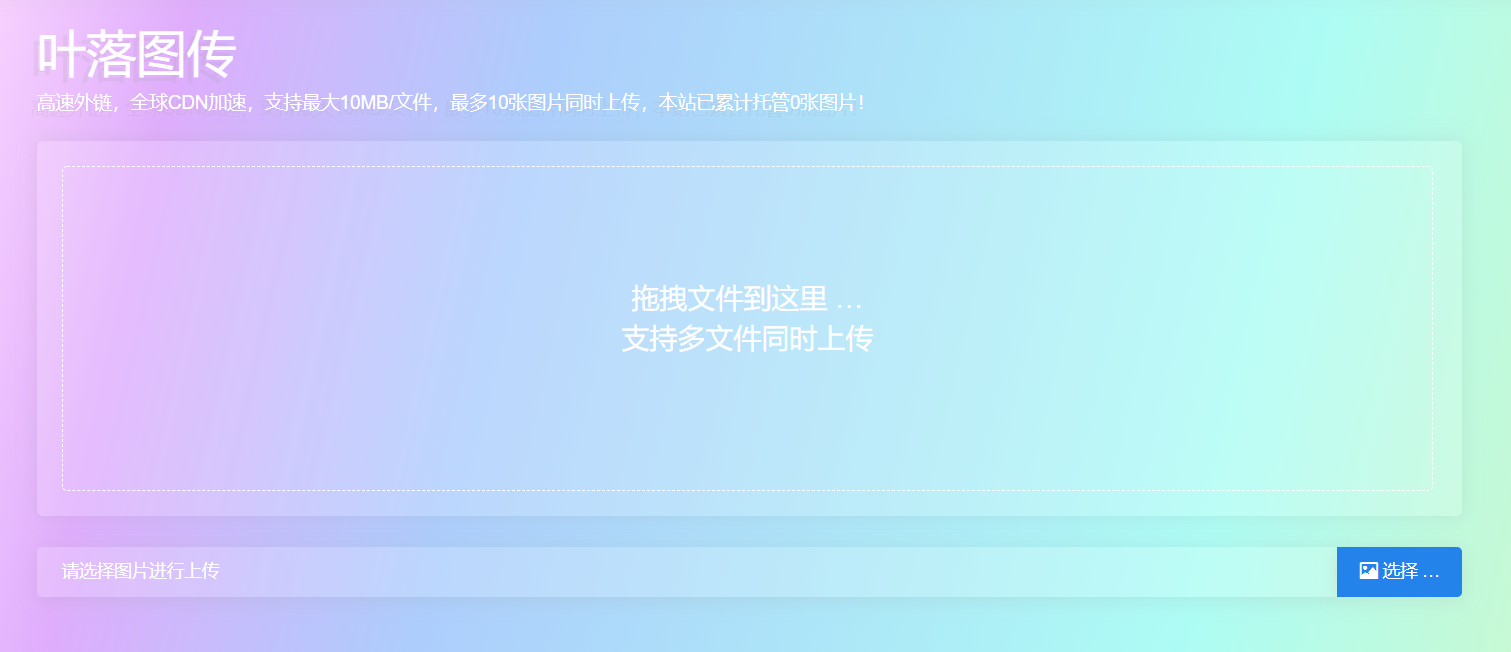 叶落图传
高速外链，全球CDN加速，支持最大10MB/文件，最多10张图片同时上传，本站已累计托管0张图片！
拖拽文件到这里 …
支持多文件同时上传
请选择图片进行上传
选择 …